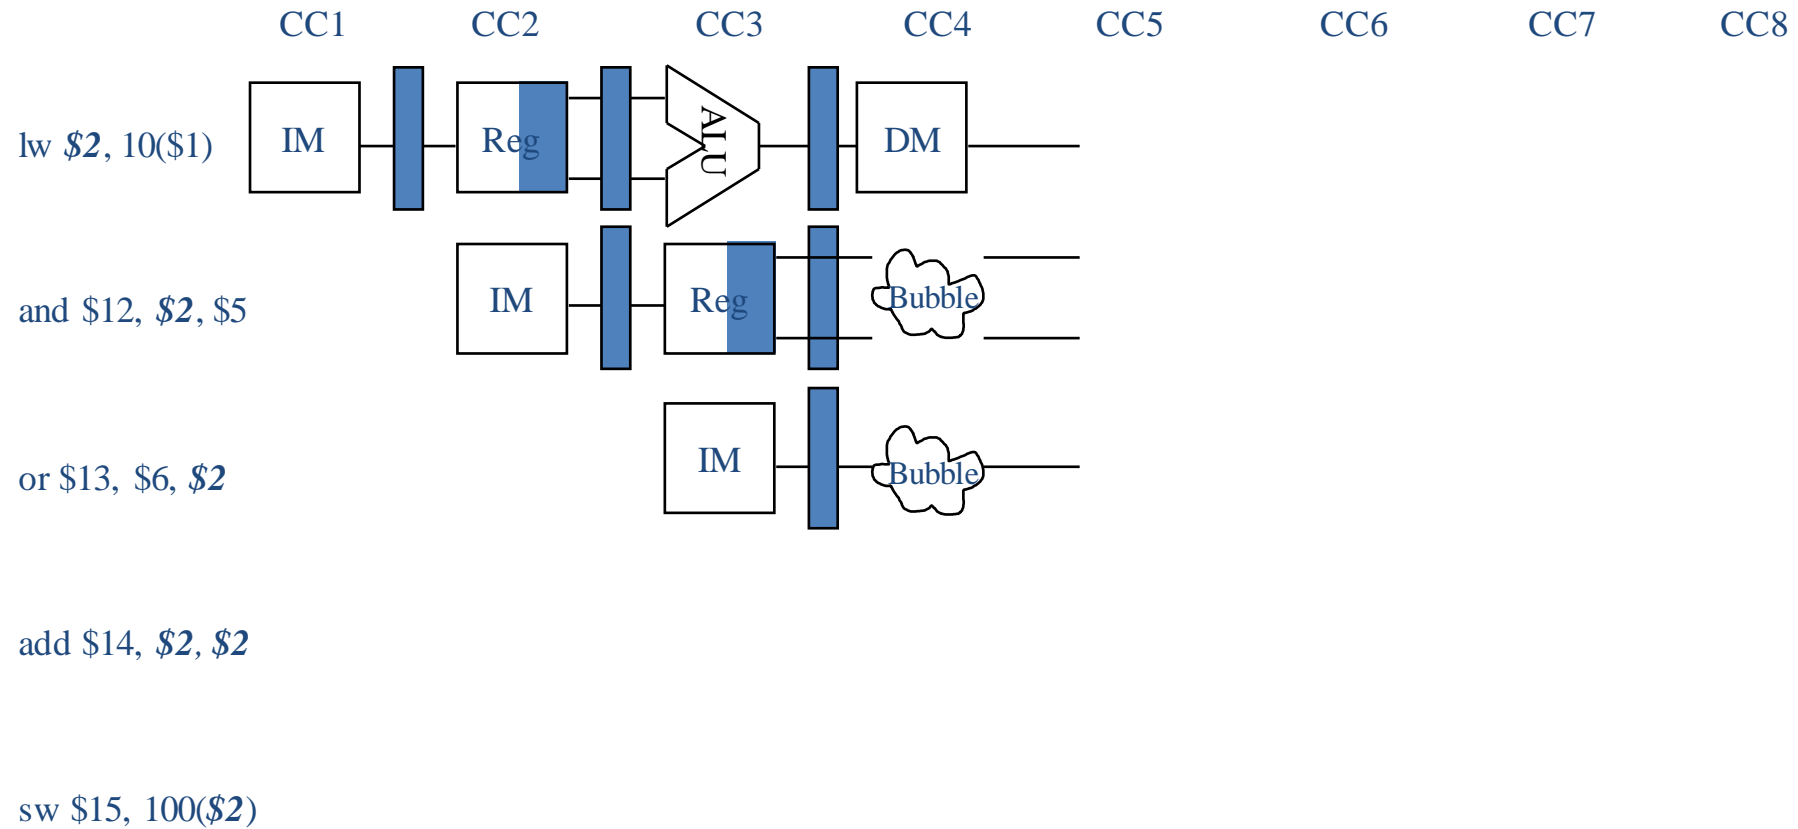 CC1 CC2 CC3 CC4 CC5 CC6 CC7 CC8
lw $2, 10($1) IM Reg ALU DM
and $12, $2, $5 IM Reg Bubble
or $13, $6, $2 IM Bubble
add $14, $2, $2
sw $15, 100($2)